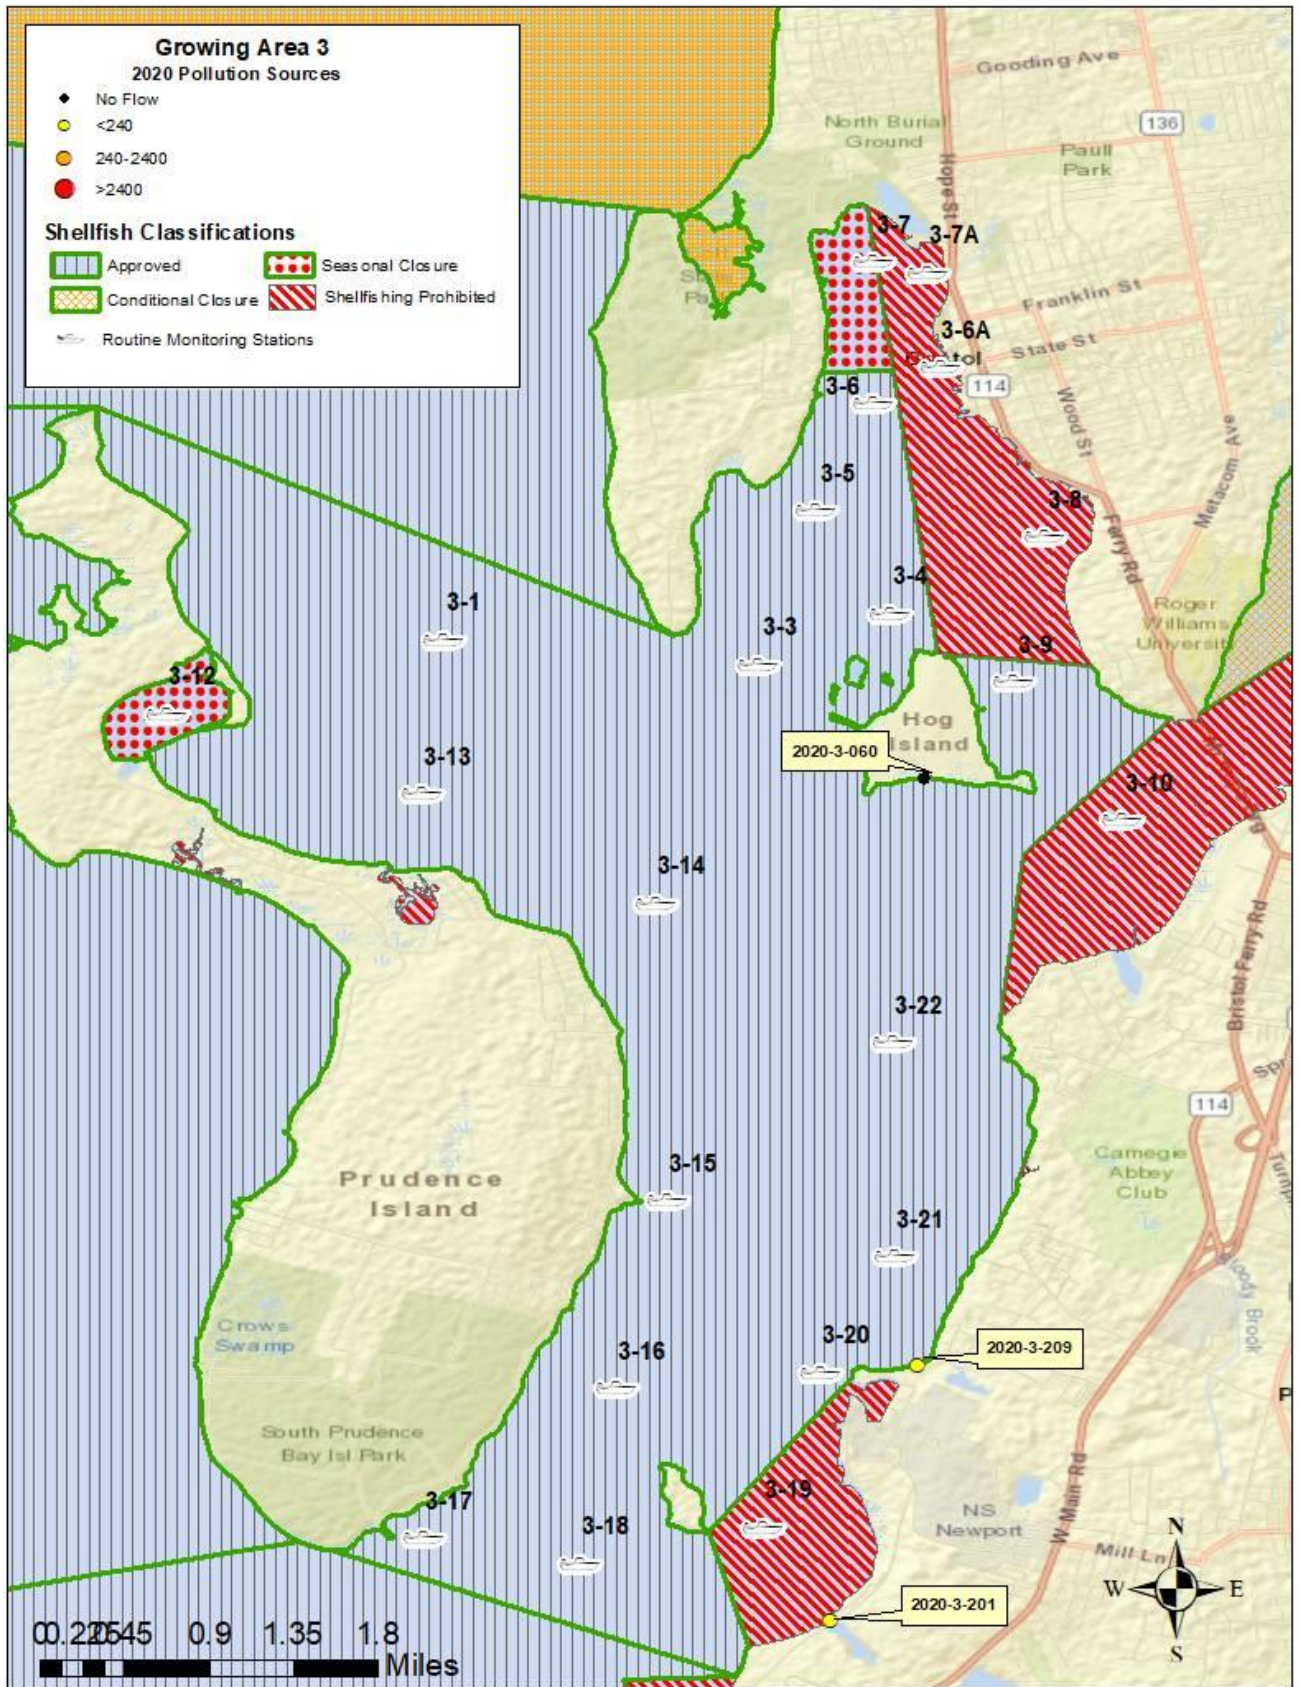 Growing Area 3
2020 Pollution Sources
No Flow
<240
240-2400
>2400
Shellfish Classifications
Approved
Seasonal Closure
Conditional Closure
Shellfishing Prohibited
Routine Monitoring Stations
Gooding Ave
136
North Burial
Ground
Paull
Park
Hope St
3-7
3-7A
Franklin St
3-6A
State St
114
3-6
Wood St
Metacom Ave
3-5
3-8
Ferry Rd
3-4
3-1
Roger
Williams
University
3-3
3-9
3-12
Hog
Island
2020-3-060
3-13
3-10
3-14
Bristol Ferry Rd
3-22
114
Carnegie
Abbey
Club
3-15
Prudence
Island
3-21
Bloody Brook
Crows
Swamp
3-20
2020-3-209
3-16
South Prudence
Bay Isl Park
W Main Rd
3-17
3-19
3-18
NS
Newport
Mill Ln
N
W
E
S
2020-3-201
0.9 1.35 1.8
Miles